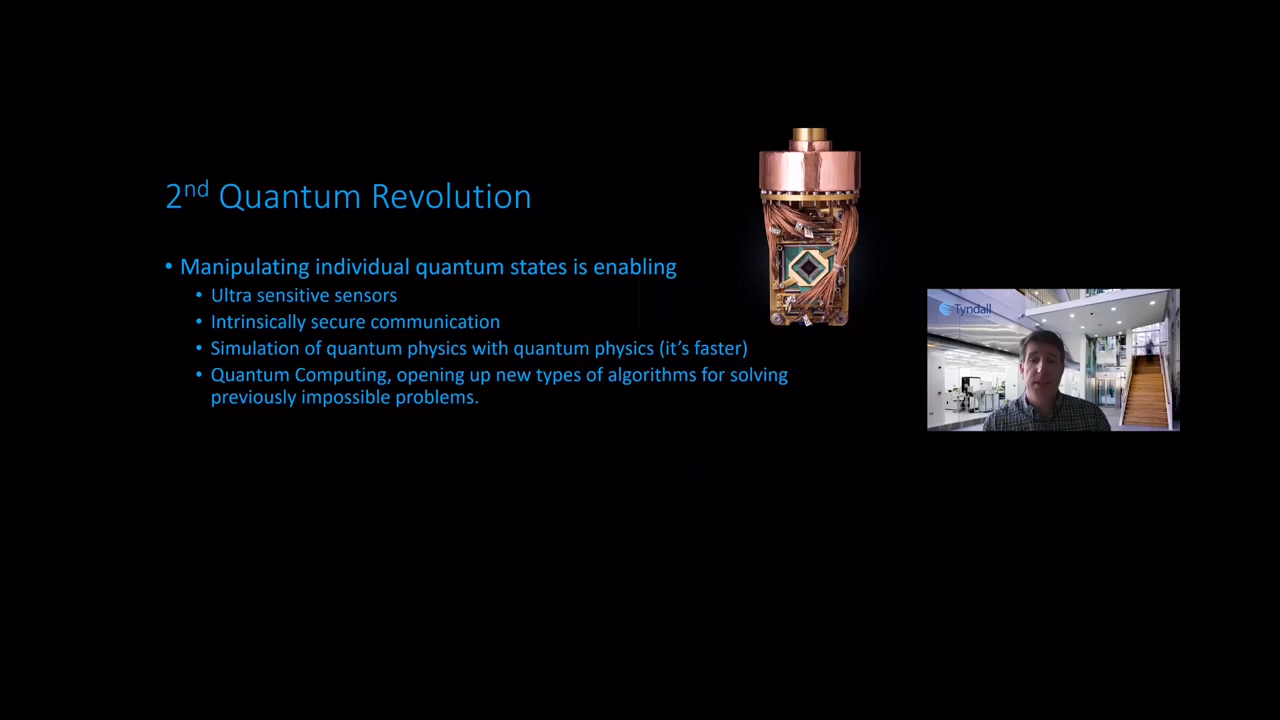 2nd Quantum Revolution
• Manipulating individual quantum states is enabling
• Ultra sensitive sensors
• Intrinsically secure communication
• Simulation of quantum physics with quantum physics (it's faster)
• Quantum Computing, opening up new types of algorithms for solving
previously impossible problems.
Tyndall